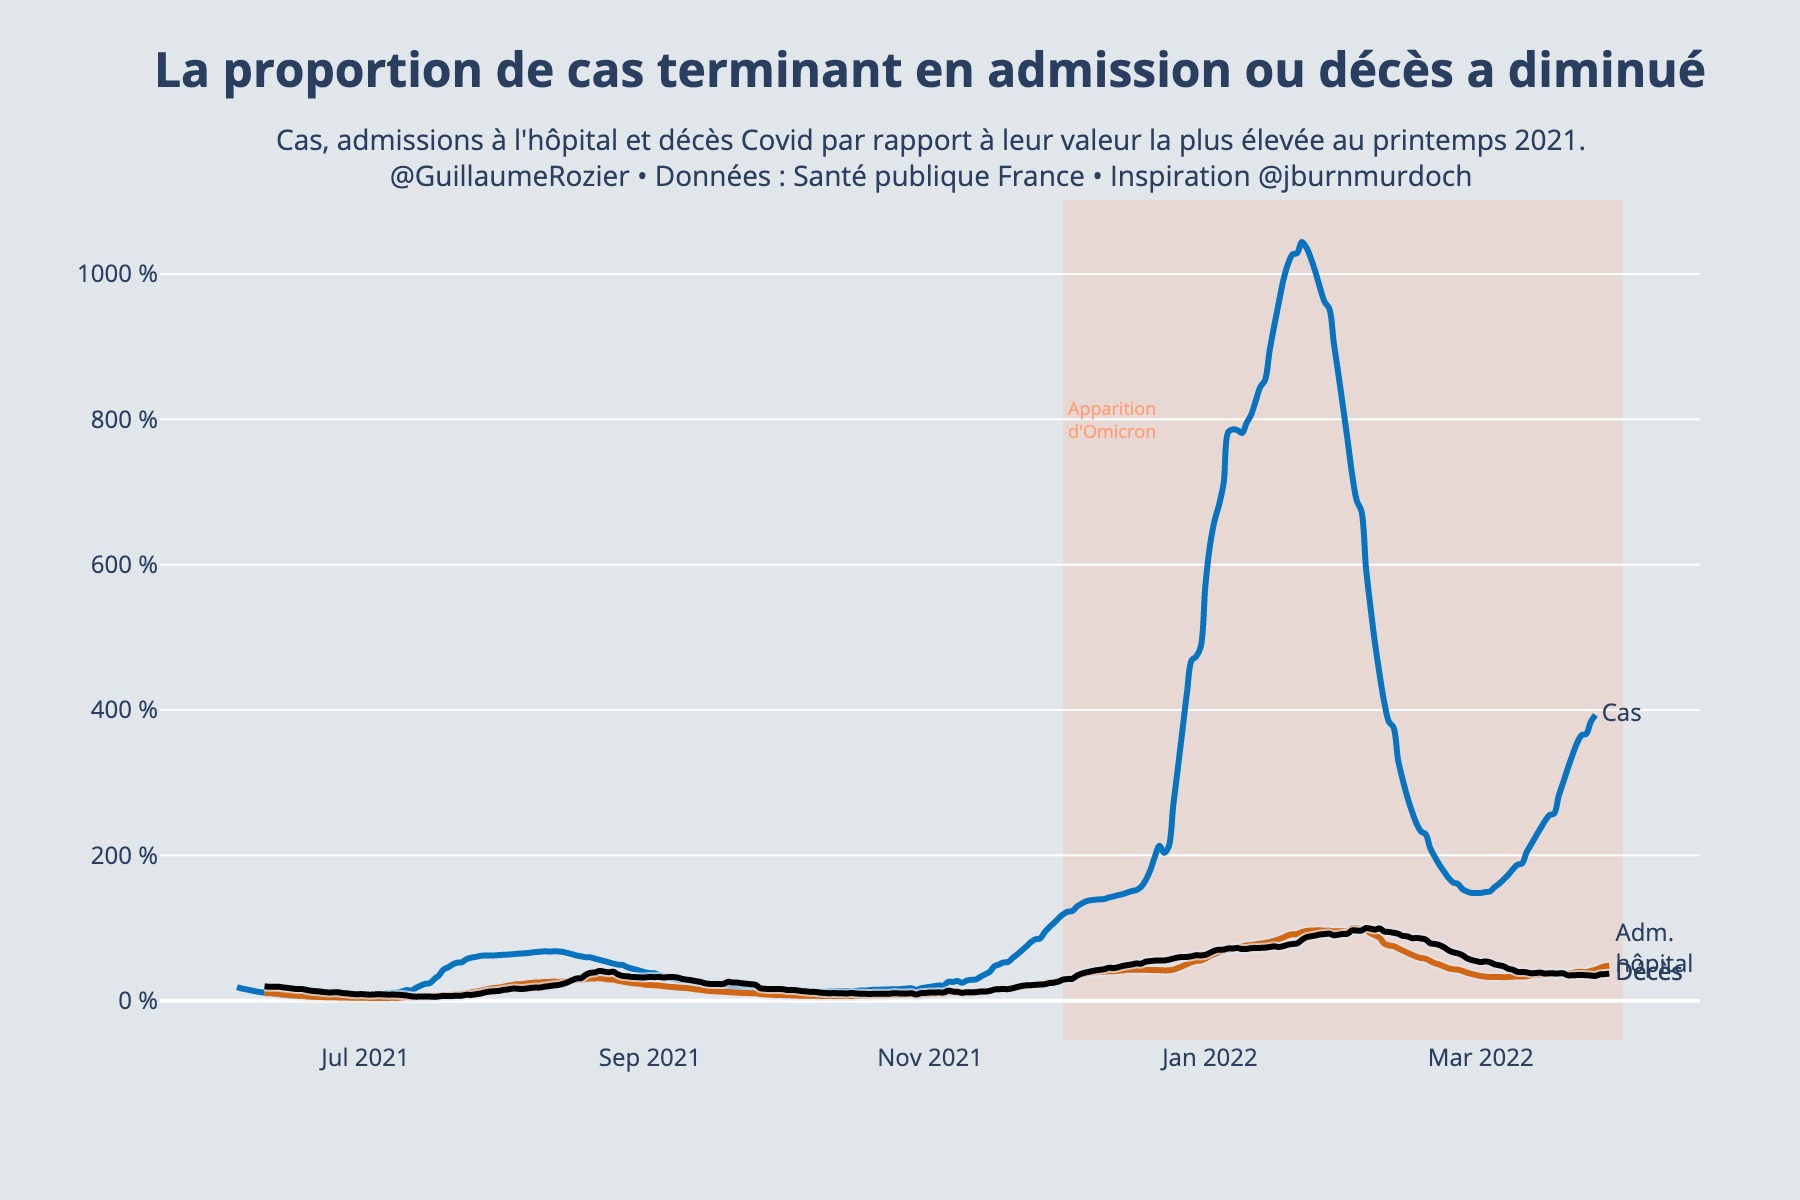 La proportion de cas terminant en admission ou décès a diminué
Cas, admissions à l'hôpital et décès Covid par rapport à leur valeur la plus élevée au printemps 2021.
@GuillaumeRozier • Données : Santé publique France • Inspiration @jburnmurdoch
1000 %
800 %
600 %
400 %
200 %
0 %
Apparition
d'Omicron
Cas
Adm.
hôpital
Décès
Jul 2021
Sep 2021
Nov 2021
Jan 2022
Mar 2022